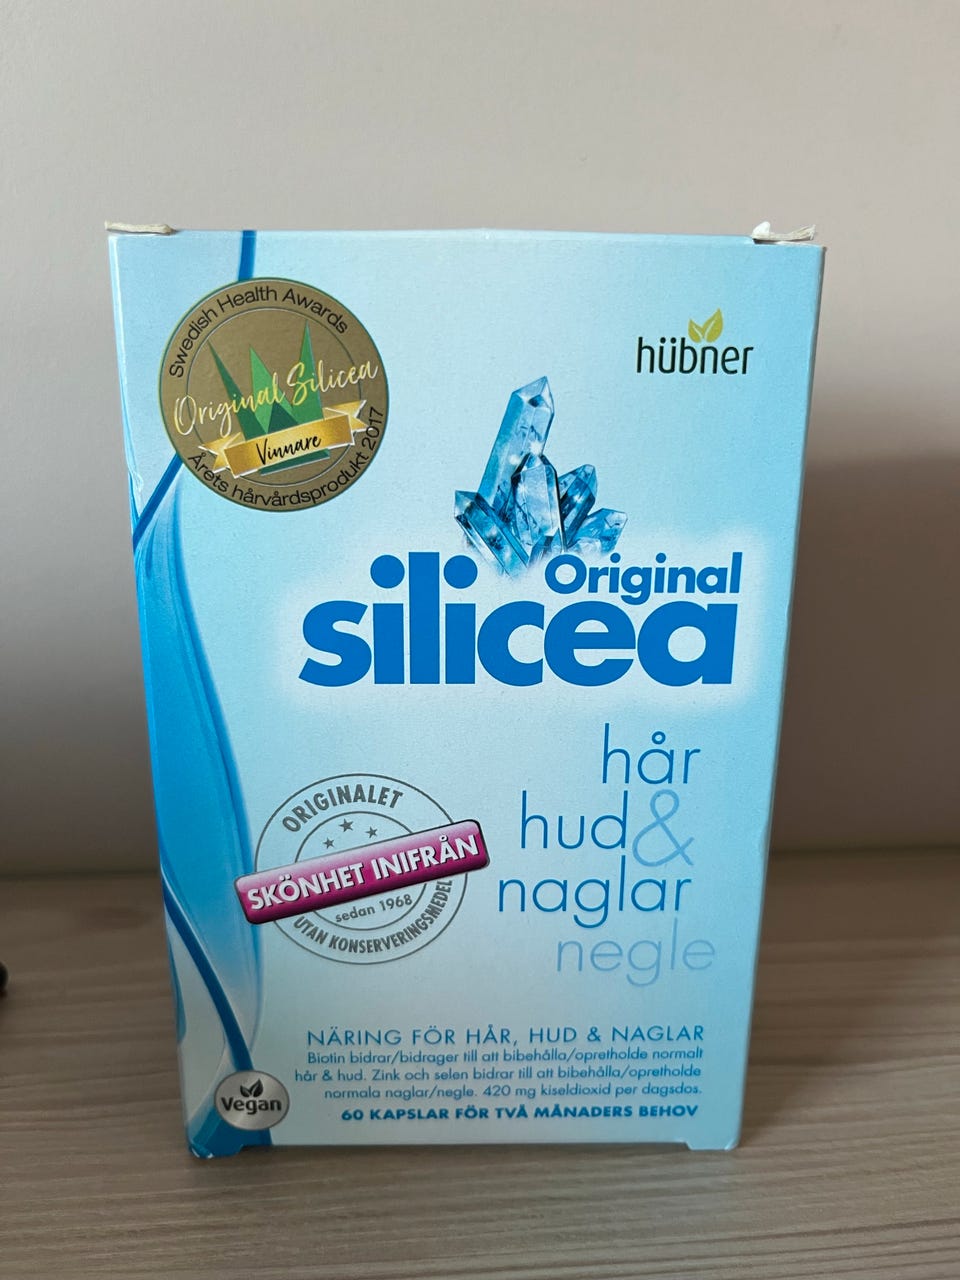 Swedish Health Awards
Original Silicea
Vinnare
Årets hårvårdsprodukt 2017
hübner
Original
silicea
hår
hud &
naglar
negle
ORIGINALET
SKÖNHET INIFRÅN
sedan 1968
UTAN KONSERVERINGSMEDEL
NÄRING FÖR HÅR, HUD & NAGLAR
Biotin bidrar/bidrager till att bibehålla/opretholde normalt
hår & hud. Zink och selen bidrar till att bibehålla/opretholde
normala naglar/negle. 420 mg kiseldioxid per dagsdos.
60 KAPSLAR FÖR TVÅ MÅNADERS BEHOV
Vegan